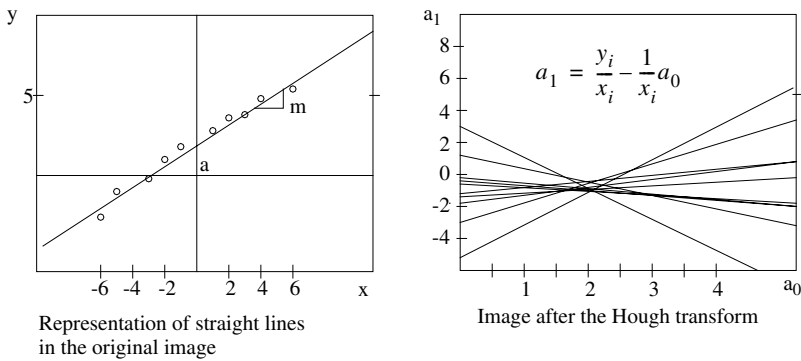 y
5
m
a
-6 -4 -2 2 4 6 x
Representation of straight lines
in the original image
a1
8
6
4
2
0
-2
-4
a1 = yi/xi - 1/xi a0
1 2 3 4 a0
Image after the Hough transform